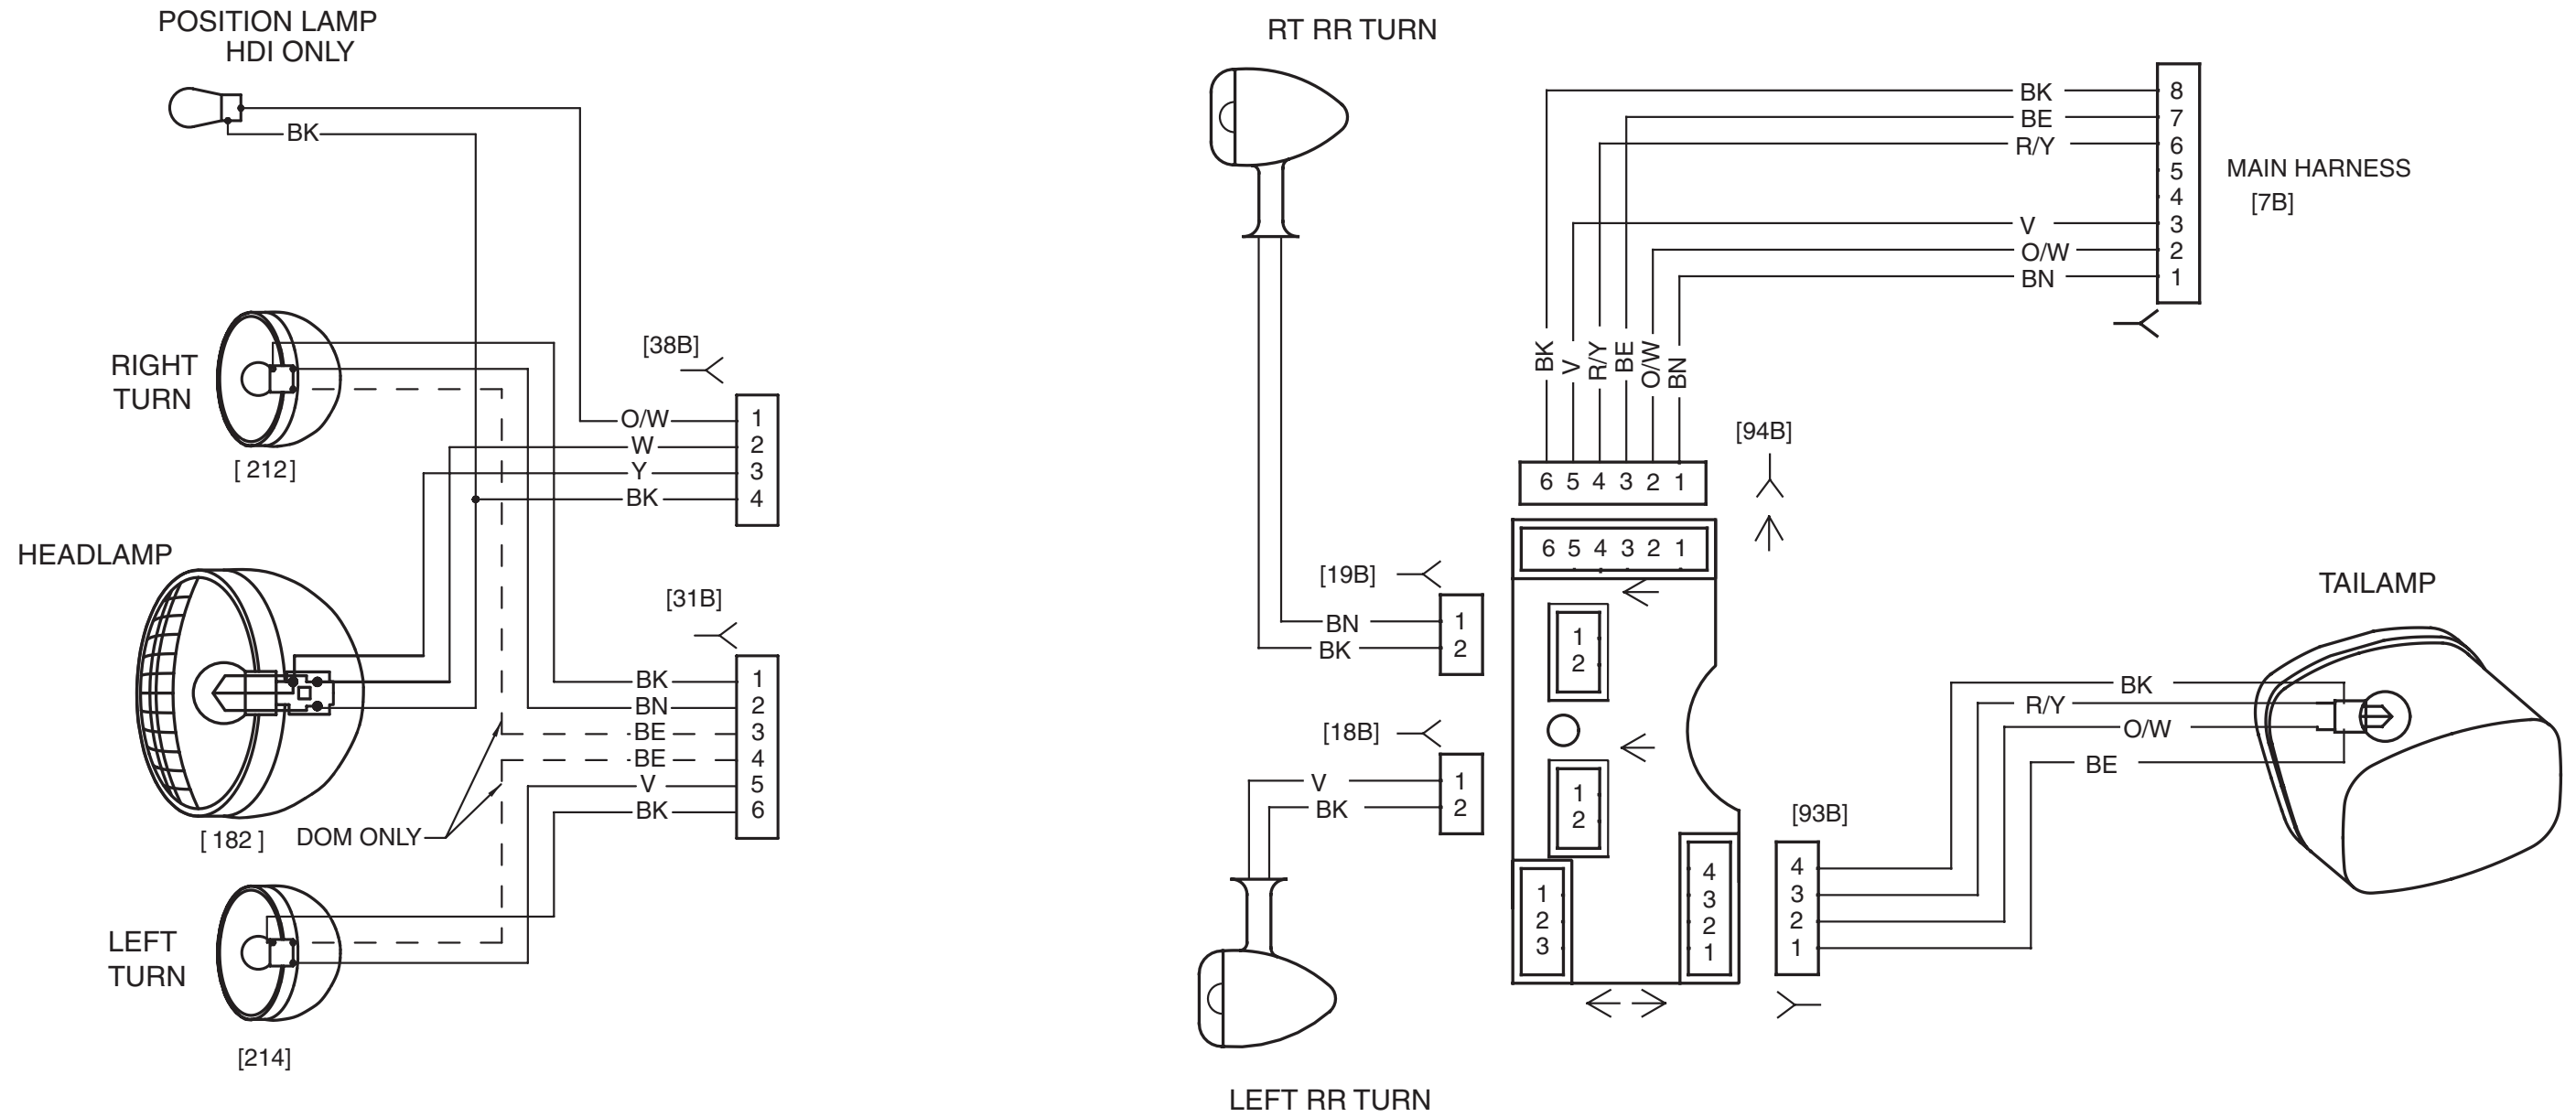 POSITION LAMP
HDI ONLY
BK
RIGHT
TURN
[ 212]
[38B]
O/W 1
W 2
Y 3
BK 4
HEADLAMP
[ 182 ]
DOM ONLY
[31B]
BK 1
BN 2
BE 3
BE 4
V 5
BK 6
LEFT
TURN
[214]
RT RR TURN
BK 8
BE 7
R/Y 6
5
4
V 3
O/W 2
BN 1
MAIN HARNESS
[7B]
BK V R/Y BE O/W BN
[94B]
6 5 4 3 2 1
6 5 4 3 2 1
[19B]
BN 1
BK 2
1
2
[18B]
V 1
BK 2
1
2
1
2
3
4
3
2
1
[93B]
4
3
2
1
TAILAMP
BK
R/Y
O/W
BE
LEFT RR TURN